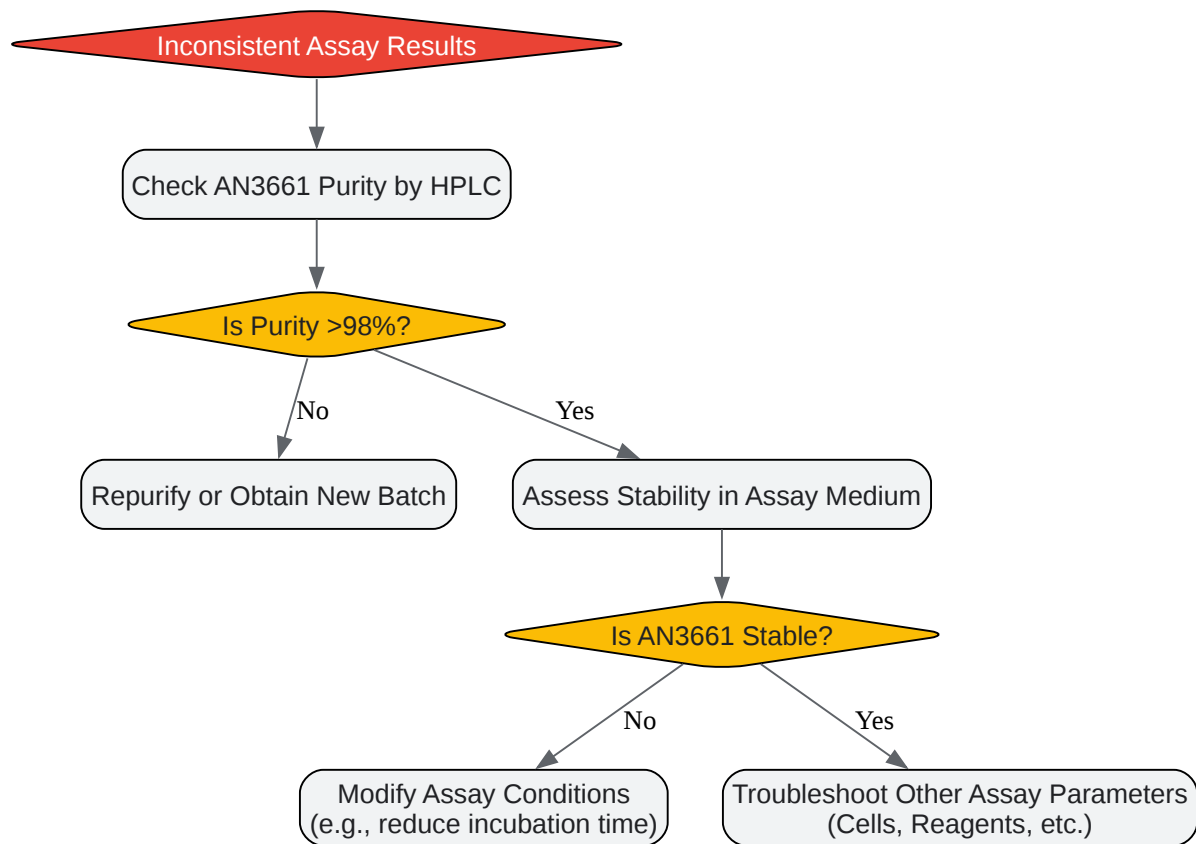 Inconsistent Assay Results
Check AN3661 Purity by HPLC
Is Purity >98%?
No
Yes
Repurify or Obtain New Batch
Assess Stability in Assay Medium
Is AN3661 Stable?
No
Yes
Modify Assay Conditions
(e.g., reduce incubation time)
Troubleshoot Other Assay Parameters
(Cells, Reagents, etc.)